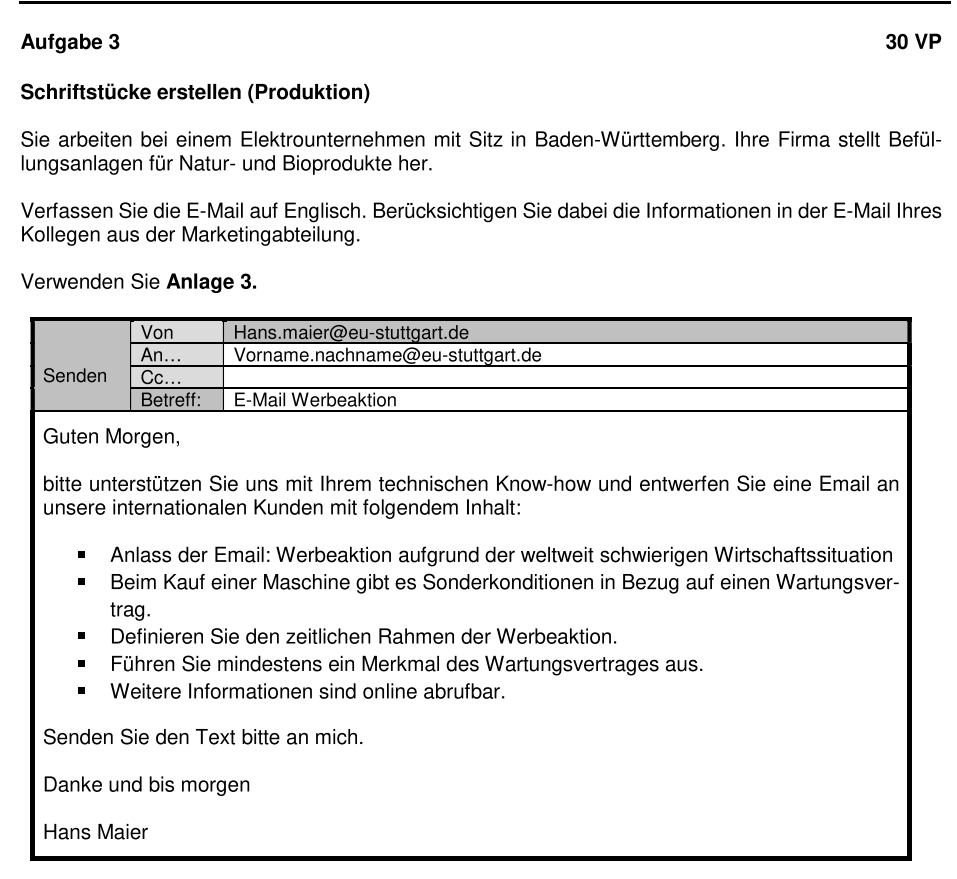 Aufgabe 3 30 VP
Schriftstücke erstellen (Produktion)
Sie arbeiten bei einem Elektrounternehmen mit Sitz in Baden-Württemberg. Ihre Firma stellt Befül-
lungsanlagen für Natur- und Bioprodukte her.
Verfassen Sie die E-Mail auf Englisch. Berücksichtigen Sie dabei die Informationen in der E-Mail Ihres
Kollegen aus der Marketingabteilung.
Verwenden Sie Anlage 3.
Von Hans.maier@eu-stuttgart.de
An… Vorname.nachname@eu-stuttgart.de
Senden Cc…
Betreff: E-Mail Werbeaktion
Guten Morgen,
bitte unterstützen Sie uns mit Ihrem technischen Know-how und entwerfen Sie eine Email an
unsere internationalen Kunden mit folgendem Inhalt:
▪ Anlass der Email: Werbeaktion aufgrund der weltweit schwierigen Wirtschaftssituation
▪ Beim Kauf einer Maschine gibt es Sonderkonditionen in Bezug auf einen Wartungsver-
trag.
▪ Definieren Sie den zeitlichen Rahmen der Werbeaktion.
▪ Führen Sie mindestens ein Merkmal des Wartungsvertrages aus.
▪ Weitere Informationen sind online abrufbar.
Senden Sie den Text bitte an mich.
Danke und bis morgen
Hans Maier